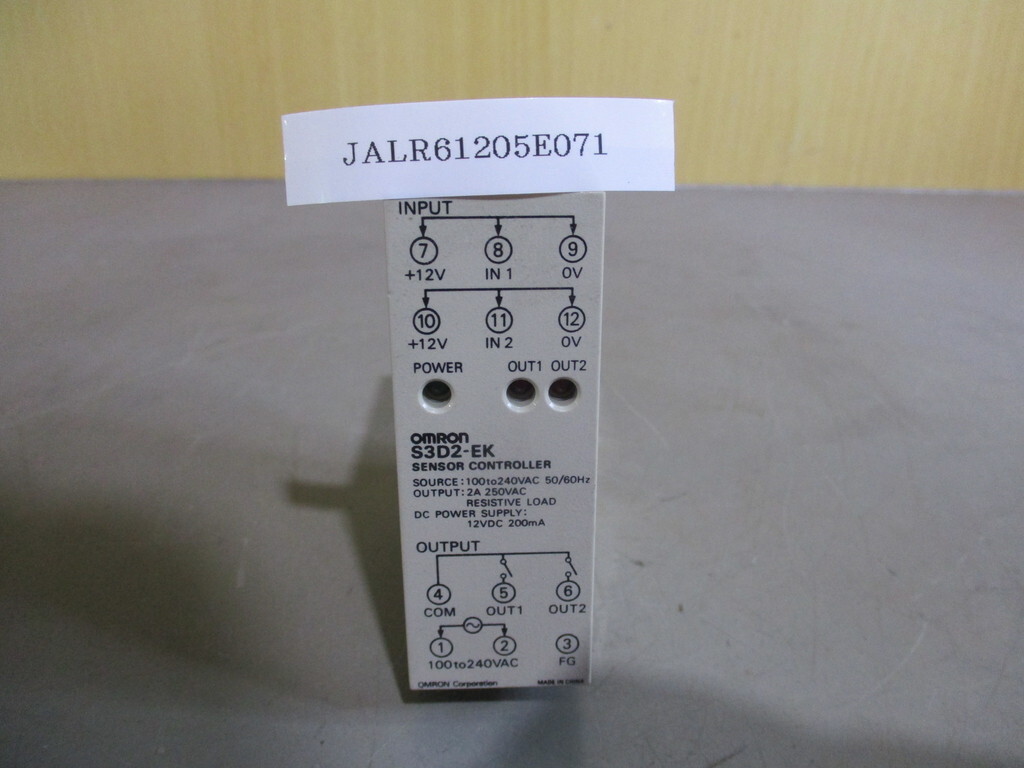 JALR61205E071
INPUT
7 8 9
+12V IN 1 0V
10 11 12
+12V IN 2 0V
POWER OUT1 OUT2
OMRON
S3D2-EK
SENSOR CONTROLLER
SOURCE:100to240VAC 50/60Hz
OUTPUT:2A 250VAC
RESISTIVE LOAD
DC POWER SUPPLY:
12VDC 200mA
OUTPUT
4 5 6
COM OUT1 OUT2
1 2 3
100to240VAC FG
OMRON Corporation MADE IN